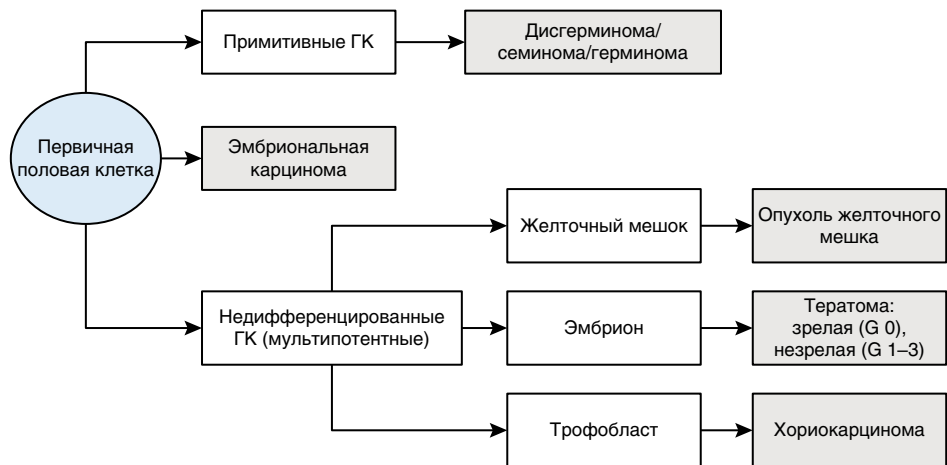 Примитивные ГК
Дисгерминома/
семинома/герминома
Первичная
половая клетка
Эмбриональная
карцинома
Желточный мешок
Опухоль желточного
мешка
Недифференцированные
ГК (мультипотентные)
Эмбрион
Тератома:
зрелая (G 0),
незрелая (G 1–3)
Трофобласт
Хориокарцинома